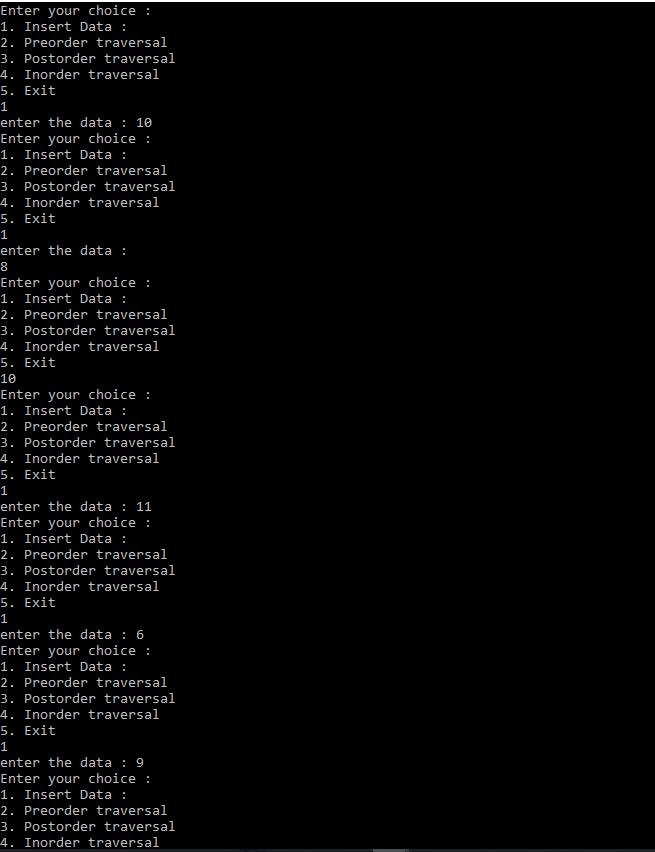 Enter your choice :
1. Insert Data :
2. Preorder traversal
3. Postorder traversal
4. Inorder traversal
5. Exit
1
enter the data : 10
Enter your choice :
1. Insert Data :
2. Preorder traversal
3. Postorder traversal
4. Inorder traversal
5. Exit
1
enter the data :
8
Enter your choice :
1. Insert Data :
2. Preorder traversal
3. Postorder traversal
4. Inorder traversal
5. Exit
10
Enter your choice :
1. Insert Data :
2. Preorder traversal
3. Postorder traversal
4. Inorder traversal
5. Exit
1
enter the data : 11
Enter your choice :
1. Insert Data :
2. Preorder traversal
3. Postorder traversal
4. Inorder traversal
5. Exit
1
enter the data : 6
Enter your choice :
1. Insert Data :
2. Preorder traversal
3. Postorder traversal
4. Inorder traversal
5. Exit
1
enter the data : 9
Enter your choice :
1. Insert Data :
2. Preorder traversal
3. Postorder traversal
4. Inorder traversal